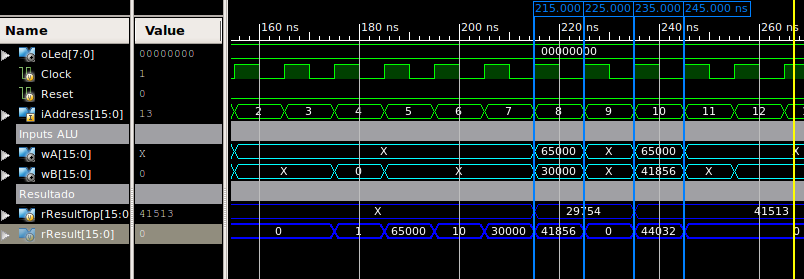 215.000 225.000 235.000 245.000 ns
Name Value 160 ns 180 ns 200 ns 220 ns 240 ns 260 ns
oLed[7:0] 00000000 00000000
Clock 1
Reset 0
iAddress[15:0] 13 2 3 4 5 6 7 8 9 10 11 12
Inputs ALU
wA[15:0] X X 65000 X 65000 X
wB[15:0] 0 X 0 X 30000 X 41856 X
Resultado
rResultTop[15:0 41513 X 29754 41513
rResult[15:0] 0 0 1 65000 10 30000 41856 0 44032 0